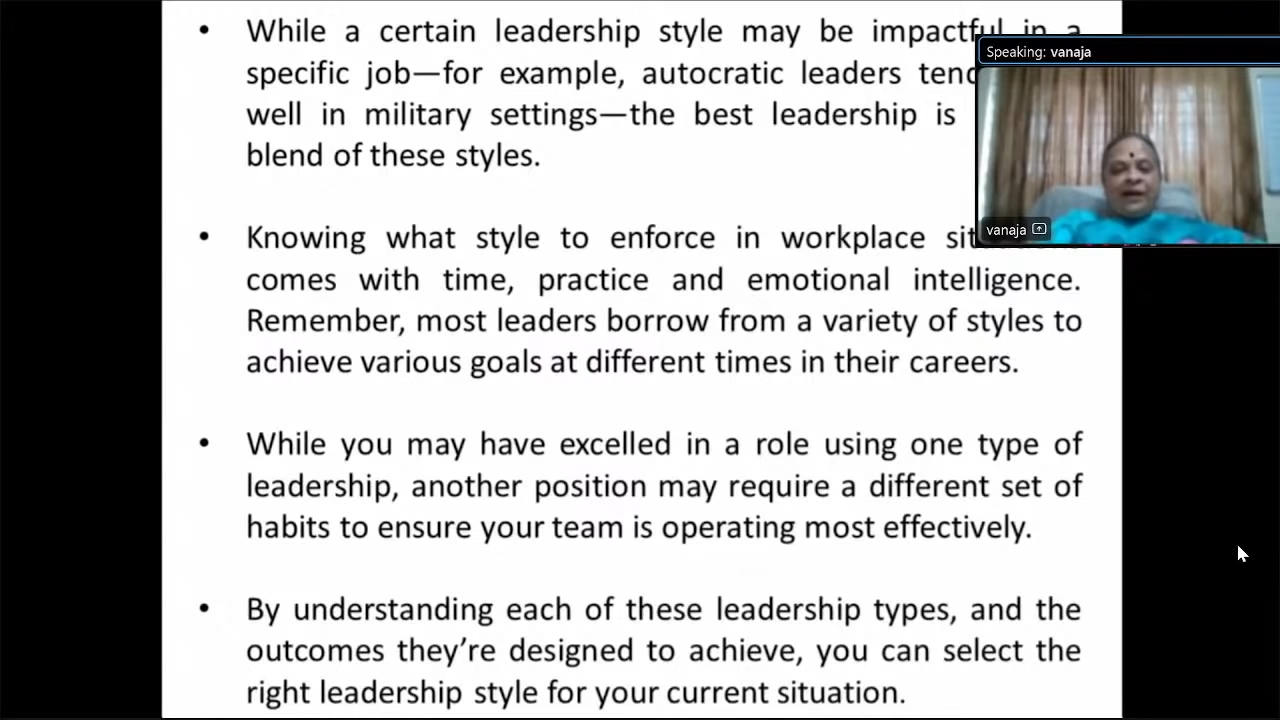 • While a certain leadership style may be impactful in a
specific job—for example, autocratic leaders tend
well in military settings—the best leadership is
blend of these styles.
• Knowing what style to enforce in workplace
comes with time, practice and emotional intelligence.
Remember, most leaders borrow from a variety of styles to
achieve various goals at different times in their careers.
• While you may have excelled in a role using one type of
leadership, another position may require a different set of
habits to ensure your team is operating most effectively.
• By understanding each of these leadership types, and the
outcomes they’re designed to achieve, you can select the
right leadership style for your current situation.
Speaking: vanaja
vanaja